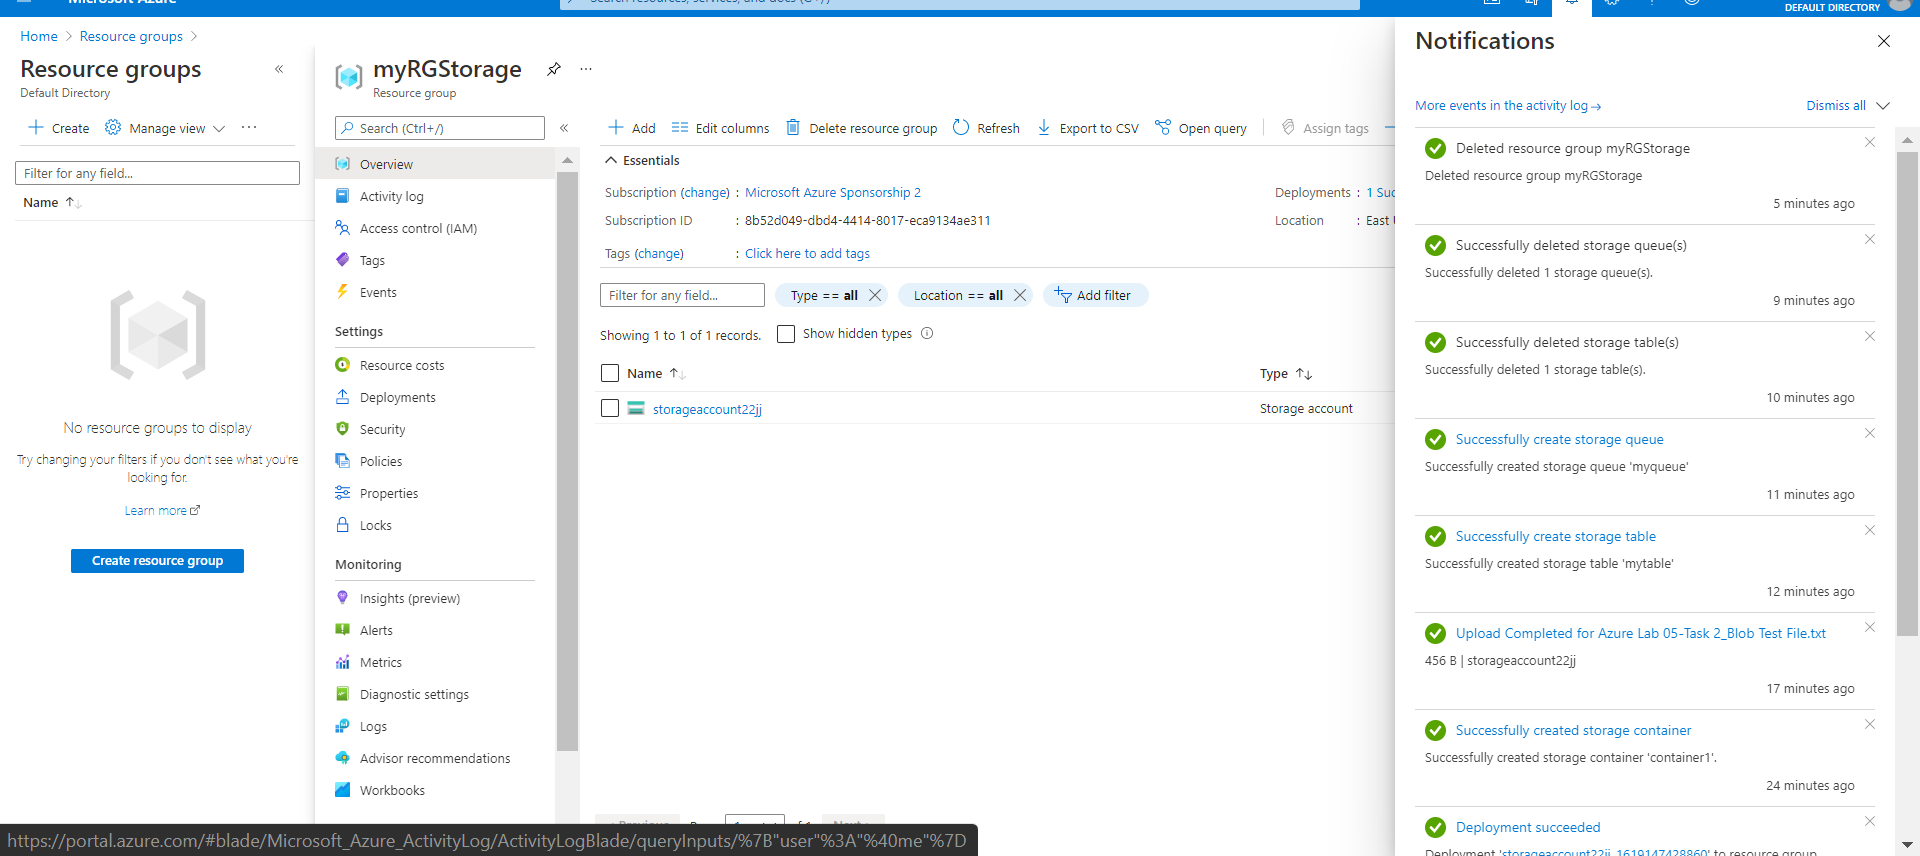 Microsoft Azure
DEFAULT DIRECTORY
Home > Resource groups >
Resource groups
Default Directory
Create
Manage view
Filter for any field...
Name
No resource groups to display
Try changing your filters if you don't see what you're
looking for.
Learn more
Create resource group
myRGStorage
Resource group
Search (Ctrl+/)
Overview
Activity log
Access control (IAM)
Tags
Events
Settings
Resource costs
Deployments
Security
Policies
Properties
Locks
Monitoring
Insights (preview)
Alerts
Metrics
Diagnostic settings
Logs
Advisor recommendations
Workbooks
Add
Edit columns
Delete resource group
Refresh
Export to CSV
Open query
Assign tags
Essentials
Subscription (change) : Microsoft Azure Sponsorship 2
Deployments : 1 Suc
Subscription ID : 8b52d049-dbd4-4414-8017-eca9134ae311
Location : East
Tags (change) : Click here to add tags
Filter for any field...
Type == all
Location == all
Add filter
Showing 1 to 1 of 1 records.
Show hidden types
Name
Type
storageaccount22jj
Storage account
Notifications
More events in the activity log →
Dismiss all
Deleted resource group myRGStorage
Deleted resource group myRGStorage
5 minutes ago
Successfully deleted storage queue(s)
Successfully deleted 1 storage queue(s).
9 minutes ago
Successfully deleted storage table(s)
Successfully deleted 1 storage table(s).
10 minutes ago
Successfully create storage queue
Successfully created storage queue 'myqueue'
11 minutes ago
Successfully create storage table
Successfully created storage table 'mytable'
12 minutes ago
Upload Completed for Azure Lab 05-Task 2_Blob Test File.txt
456 B | storageaccount22jj
17 minutes ago
Successfully created storage container
Successfully created storage container 'container1'.
24 minutes ago
Deployment succeeded
Deployment 'storageaccount22jj_1619147428860' to resource group
https://portal.azure.com/#blade/Microsoft_Azure_ActivityLog/ActivityLogBlade/queryInputs/%7B"user"%3A"%40me"%7D